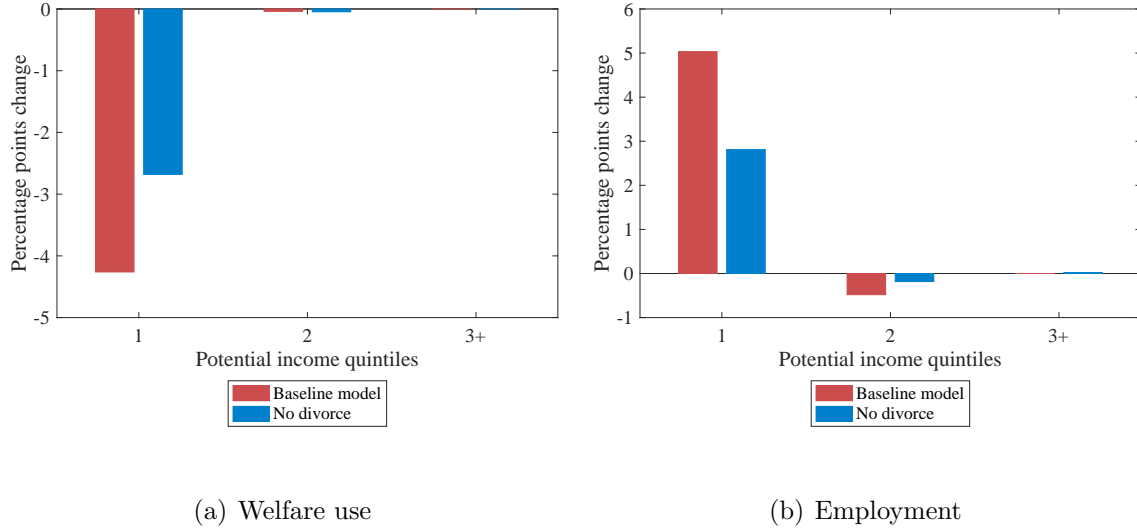 0
-1
-2
-3
-4
-5
Percentage points change
1 2 3+
Potential income quintiles
Baseline model
No divorce
(a) Welfare use
6
5
4
3
2
1
0
-1
Percentage points change
1 2 3+
Potential income quintiles
Baseline model
No divorce
(b) Employment